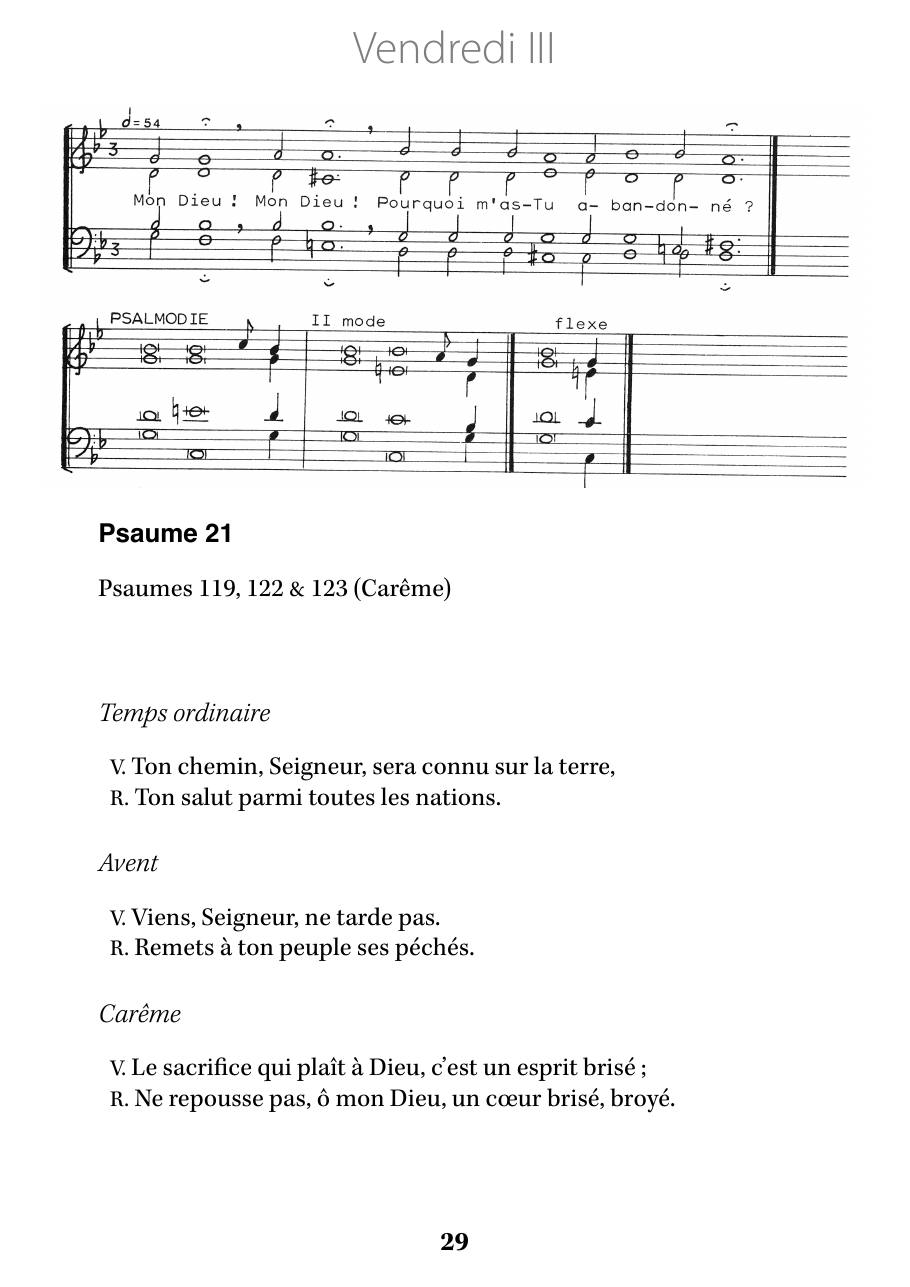 Vendredi III
𝅗𝅥=54
3
Mon Dieu ! Mon Dieu ! Pourquoi m'as-Tu a- ban-don- né ?
3
PSALMODIE II mode flexe
Psaume 21
Psaumes 119, 122 & 123 (Carême)
Temps ordinaire
V. Ton chemin, Seigneur, sera connu sur la terre,
R. Ton salut parmi toutes les nations.
Avent
V. Viens, Seigneur, ne tarde pas.
R. Remets à ton peuple ses péchés.
Carême
V. Le sacrifice qui plaît à Dieu, c’est un esprit brisé ;
R. Ne repousse pas, ô mon Dieu, un cœur brisé, broyé.
29